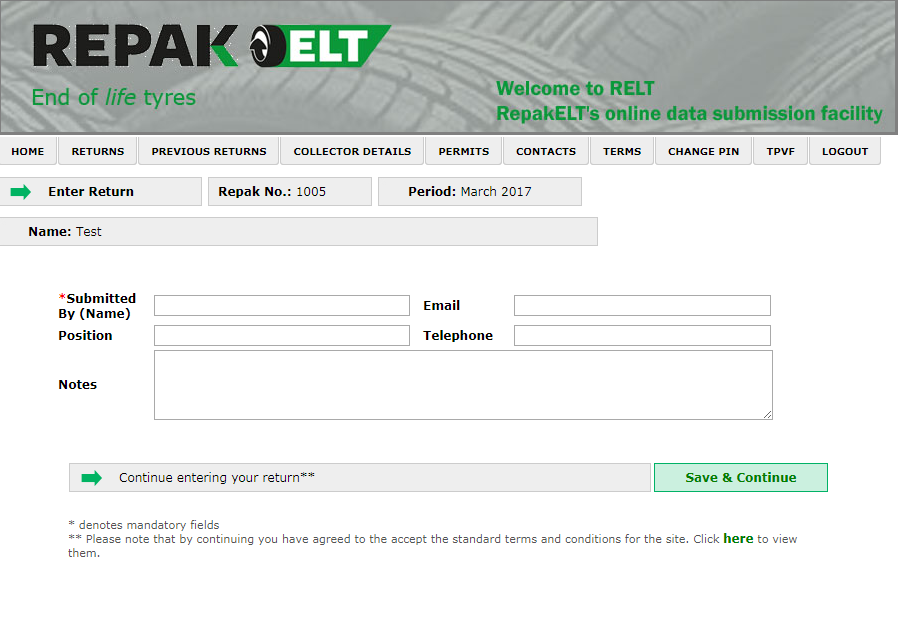 REPAK ELT
End of life tyres
Welcome to RELT
RepakELT's online data submission facility
HOME RETURNS PREVIOUS RETURNS COLLECTOR DETAILS PERMITS CONTACTS TERMS CHANGE PIN TPVF LOGOUT
Enter Return Repak No.: 1005 Period: March 2017
Name: Test
*Submitted
By (Name) Email
Position Telephone
Notes
Continue entering your return** Save & Continue
* denotes mandatory fields
** Please note that by continuing you have agreed to the accept the standard terms and conditions for the site. Click here to view
them.